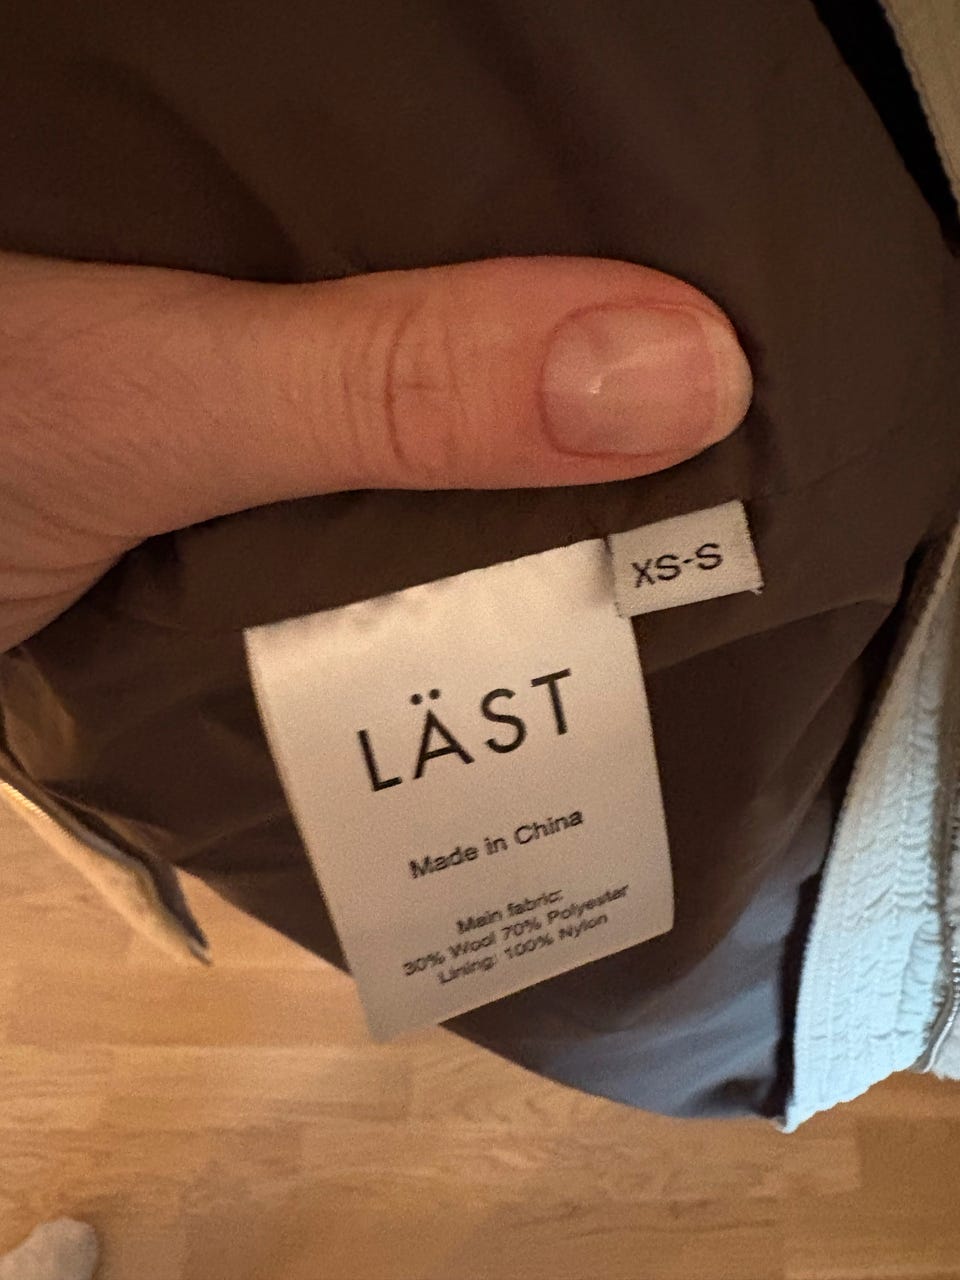 XS-S
LÄST
Made in China
Main fabric:
30% Wool 70% Polyester
Lining: 100% Nylon